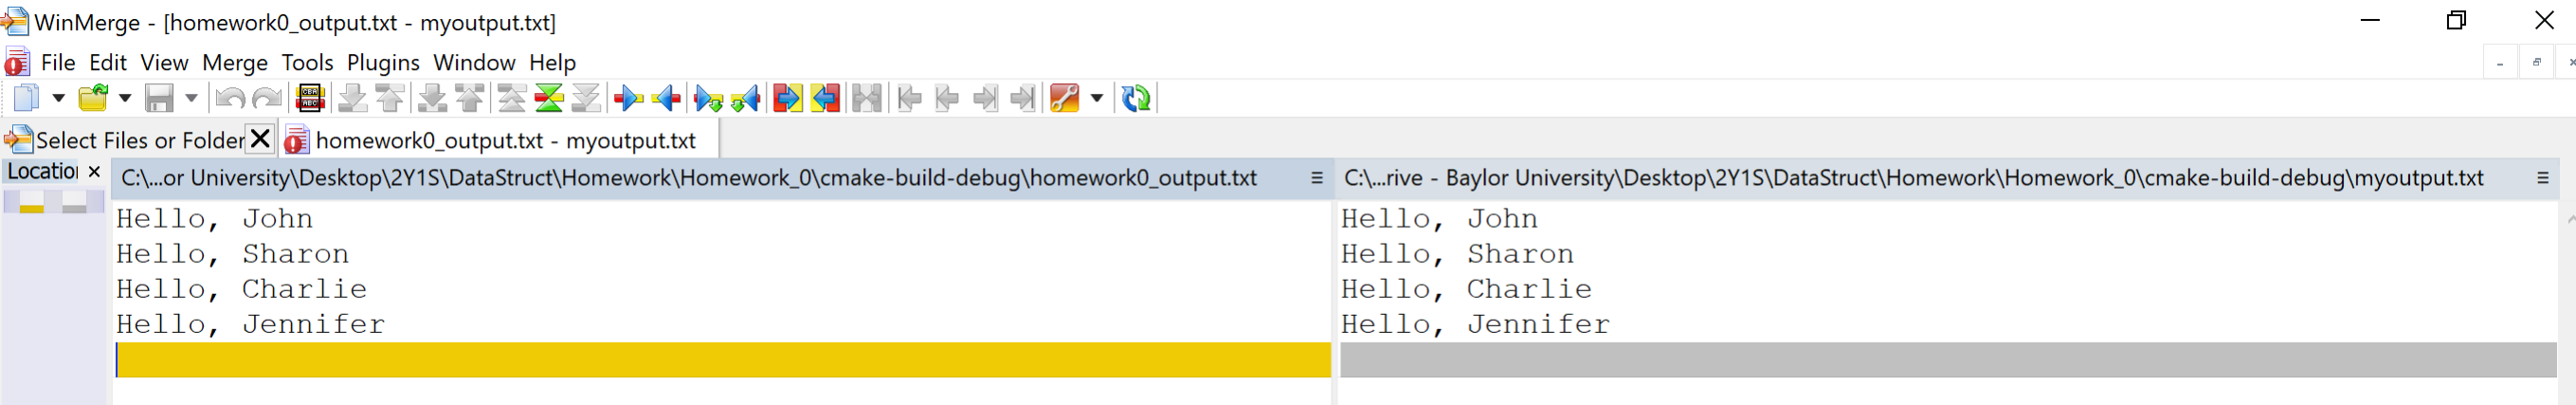 WinMerge - [homework0_output.txt - myoutput.txt]
File Edit View Merge Tools Plugins Window Help
Select Files or Folder
homework0_output.txt - myoutput.txt
Locatio
C:\...or University\Desktop\2Y1S\DataStruct\Homework\Homework_0\cmake-build-debug\homework0_output.txt
C:\...rive - Baylor University\Desktop\2Y1S\DataStruct\Homework\Homework_0\cmake-build-debug\myoutput.txt
Hello, John
Hello, Sharon
Hello, Charlie
Hello, Jennifer
Hello, John
Hello, Sharon
Hello, Charlie
Hello, Jennifer